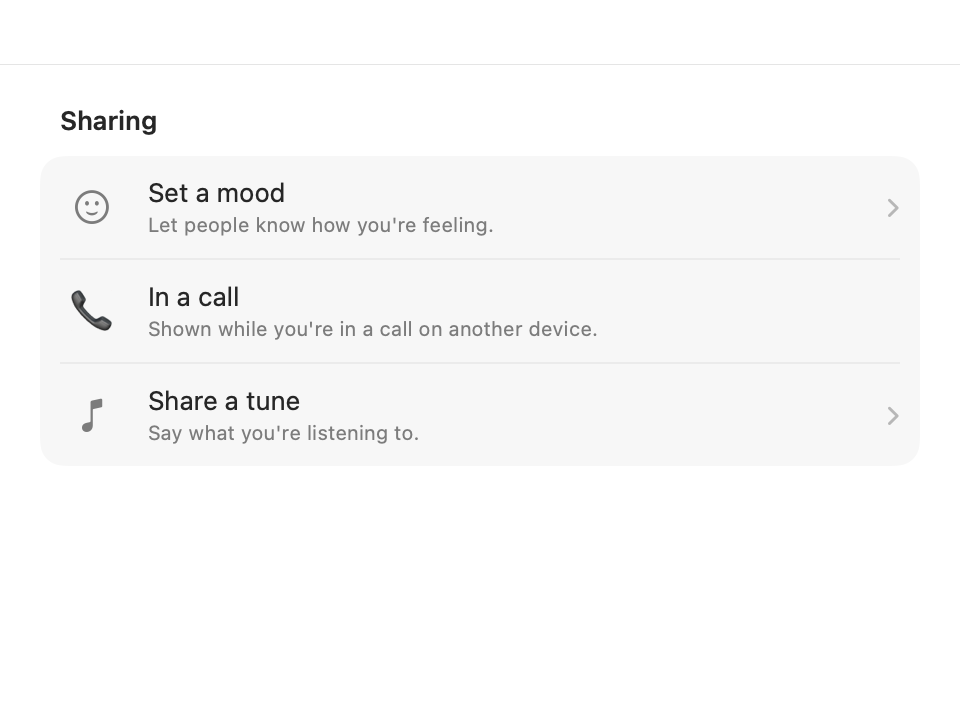 Sharing
Set a mood
Let people know how you're feeling.
In a call
Shown while you're in a call on another device.
Share a tune
Say what you're listening to.